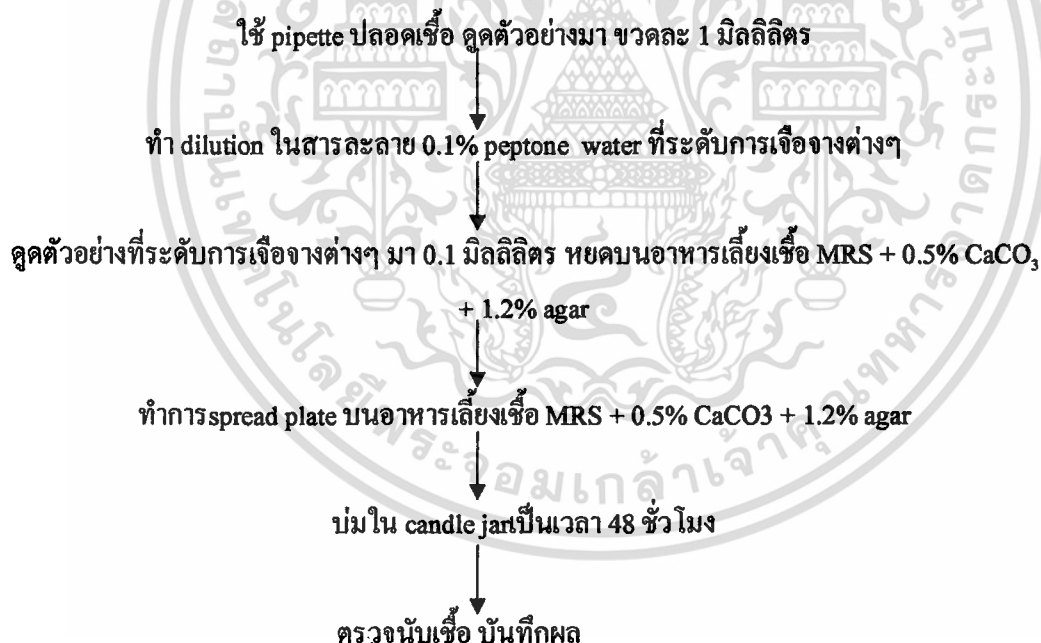 ใช้ pipette ปลอดเชื้อ ดูดตัวอย่างมา ขวดละ 1 มิลลิลิตร
ทำ dilution ในสารละลาย 0.1% peptone water ที่ระดับการเจือจางต่างๆ
ดูดตัวอย่างที่ระดับการเจือจางต่างๆ มา 0.1 มิลลิลิตร หยดบนอาหารเลี้ยงเชื้อ MRS + 0.5% CaCO₃
+ 1.2% agar
ทำการspread plate บนอาหารเลี้ยงเชื้อ MRS + 0.5% CaCO3 + 1.2% agar
บ่มใน candle jarเป็นเวลา 48 ชั่วโมง
ตรวจนับเชื้อ บันทึกผล